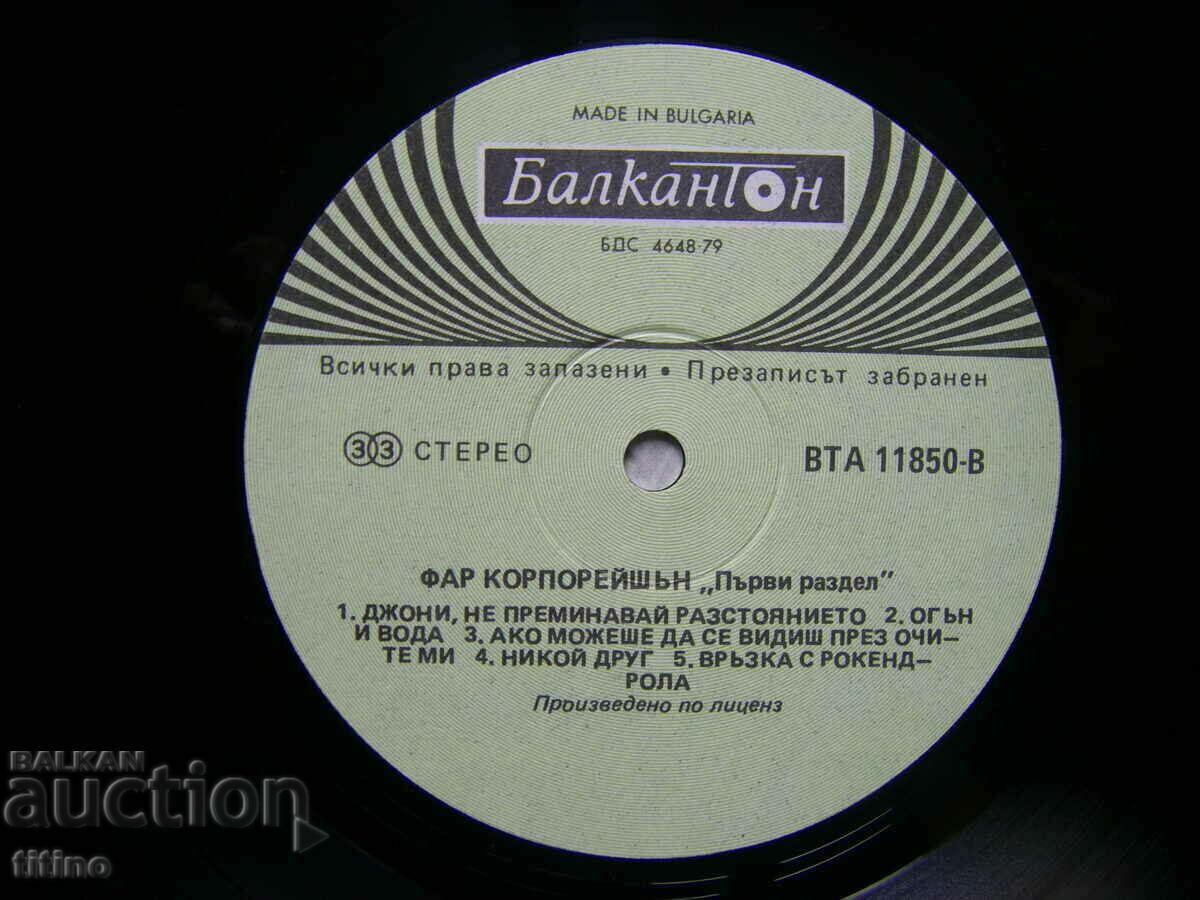 MADE IN BULGARIA
Балкантон
БДС 4648-79
Всички права запазени • Презаписът забранен
33 СТЕРЕО
ВТА 11850-В
ФАР КОРПОРЕЙШЪН „Първи раздел”
1. ДЖОНИ, НЕ ПРЕМИНАВАЙ РАЗСТОЯНИЕТО 2. ОГЪН
И ВОДА 3. АКО МОЖЕШЕ ДА СЕ ВИДИШ ПРЕЗ ОЧИ-
ТЕ МИ 4. НИКОЙ ДРУГ 5. ВРЪЗКА С РОКЕНД-
РОЛА
Произведено по лиценз
BALKAN
auction
titino